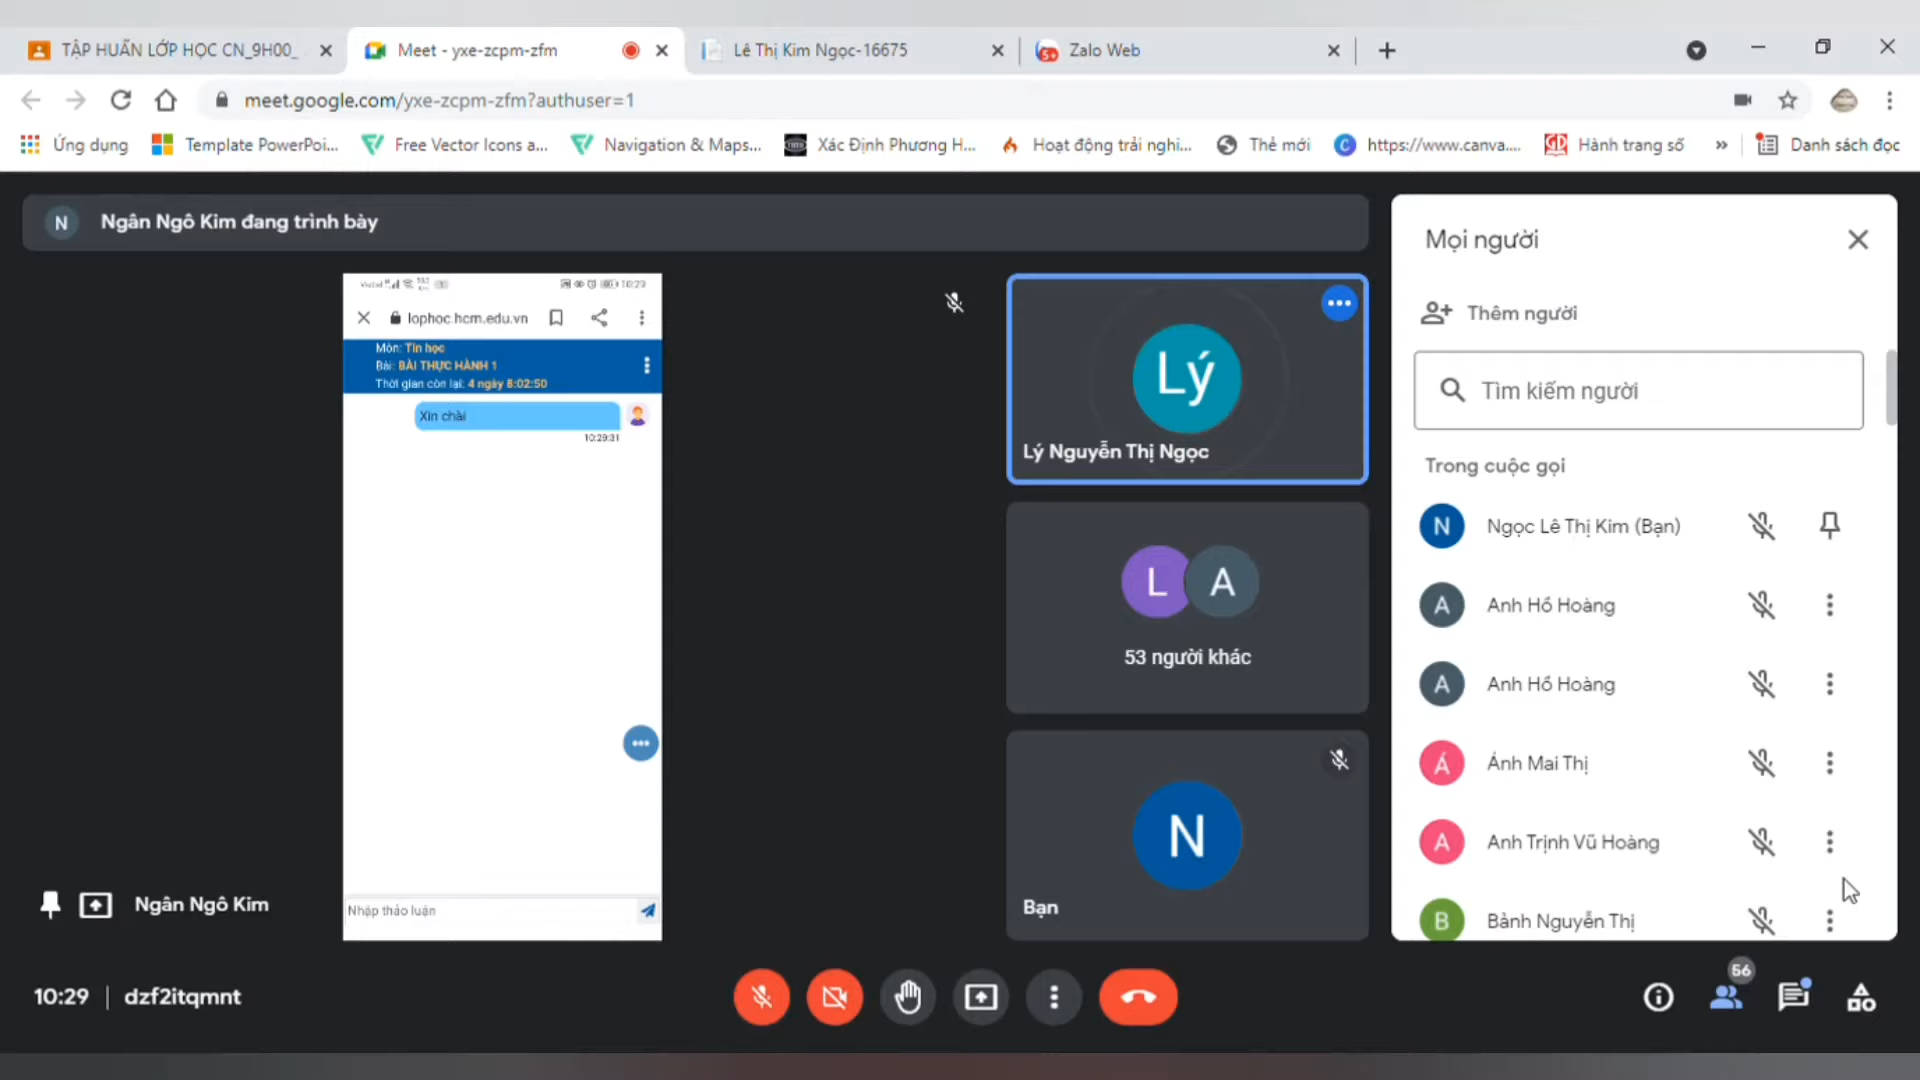 TẬP HUẤN LỚP HỌC CN_9H00_
Meet - yxe-zcpm-zfm
Lê Thị Kim Ngọc-16675
Zalo Web
meet.google.com/yxe-zcpm-zfm?authuser=1
Ứng dụng
Template PowerPoi...
Free Vector Icons a...
Navigation & Maps...
Xác Định Phương H...
Hoạt động trải nghi...
Thẻ mới
https://www.canva....
Hành trang số
»
Danh sách đọc
N
Ngân Ngô Kim đang trình bày
10:29
lophoc.hcm.edu.vn
Môn: Tin học
Bài: BÀI THỰC HÀNH 1
Thời gian còn lại: 4 ngày 8:02:50
Xin chài
10:29:31
Nhập thảo luận
Ngân Ngô Kim
Lý
Lý Nguyễn Thị Ngọc
L A
53 người khác
N
Bạn
Mọi người
Thêm người
Tìm kiếm người
Trong cuộc gọi
N Ngọc Lê Thị Kim (Bạn)
A Anh Hồ Hoàng
A Anh Hồ Hoàng
Á Ánh Mai Thị
A Anh Trịnh Vũ Hoàng
B Bảnh Nguyễn Thị
10:29 | dzf2itqmnt
56